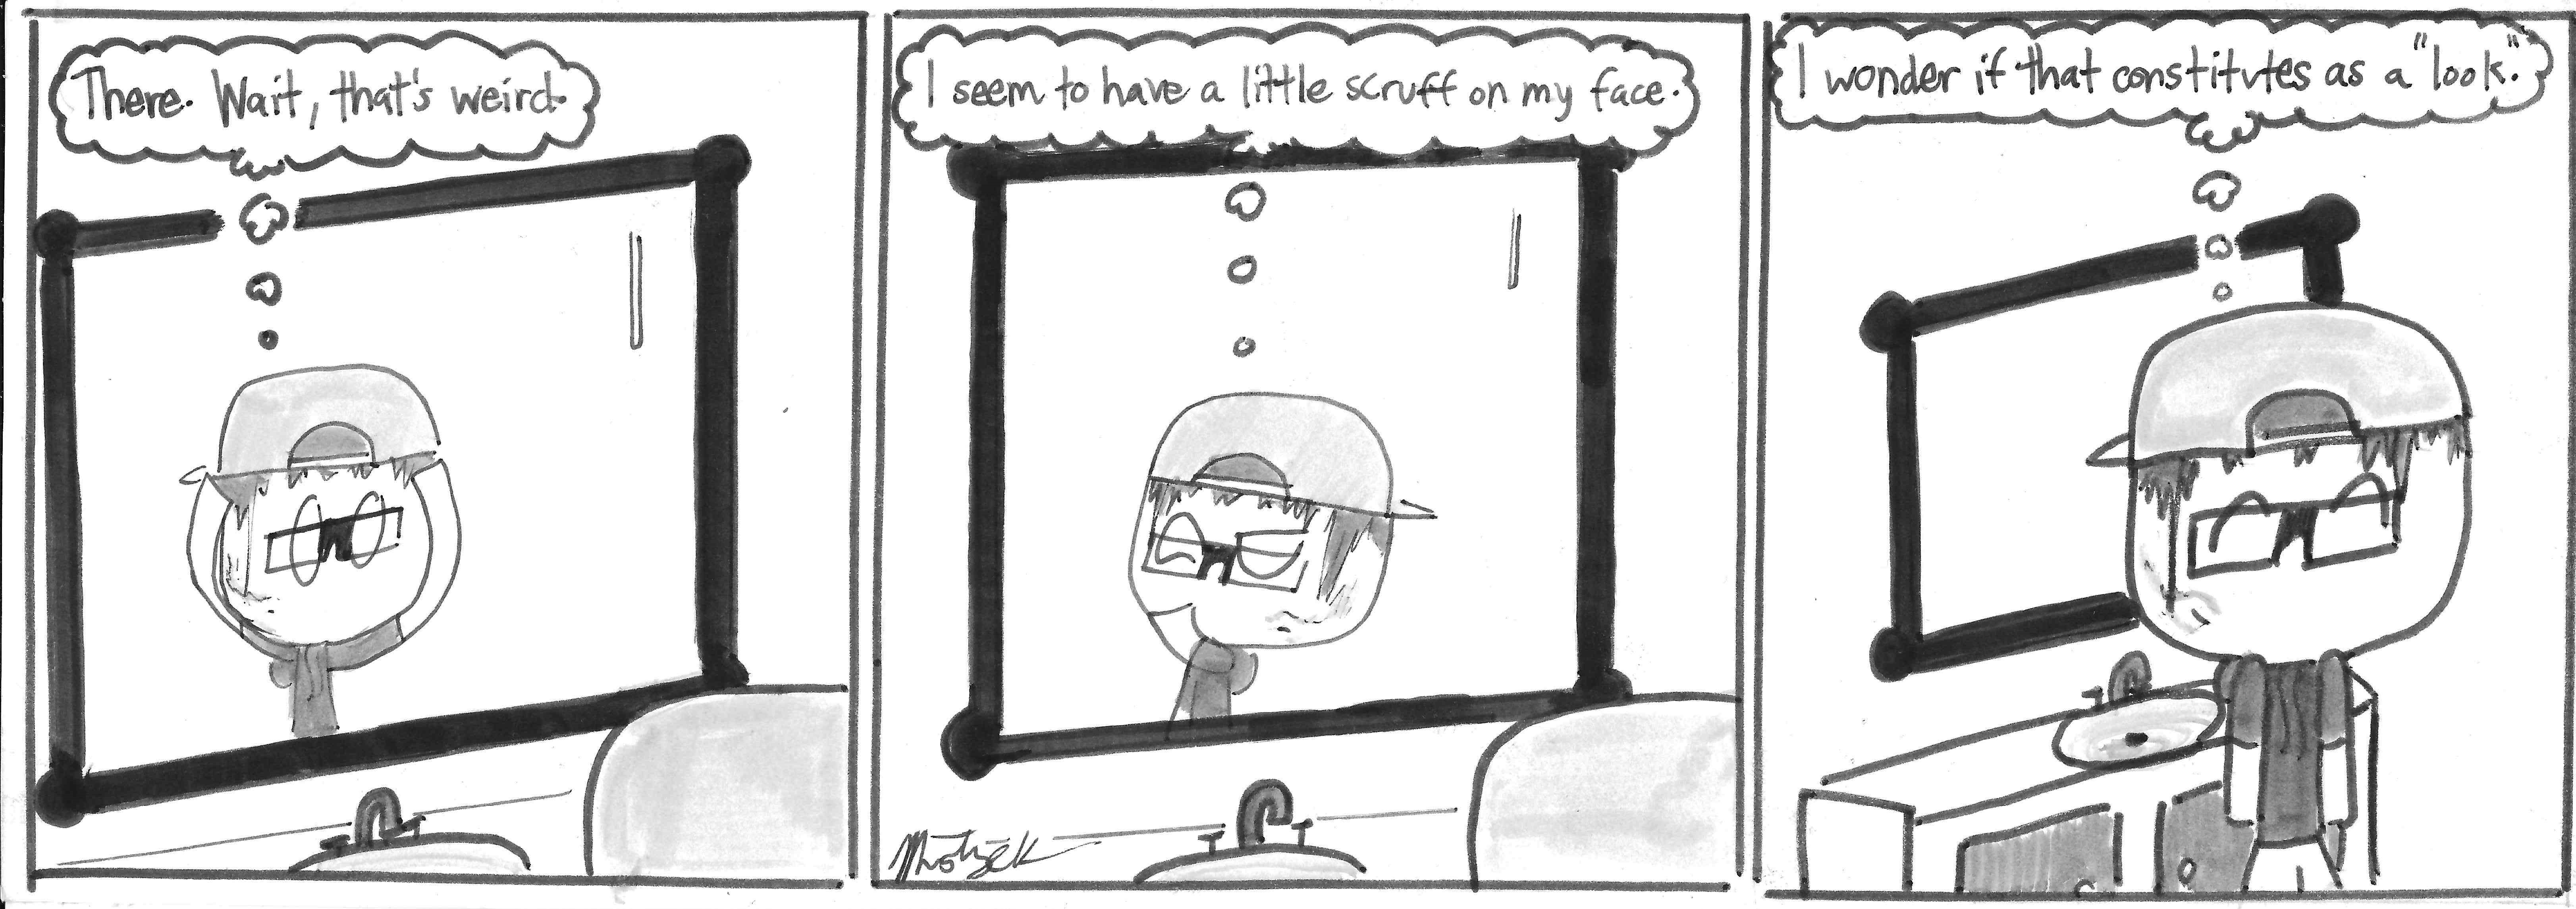 There. Wait, that's weird.
I seem to have a little scruff on my face.
I wonder if that constitutes as a "look."